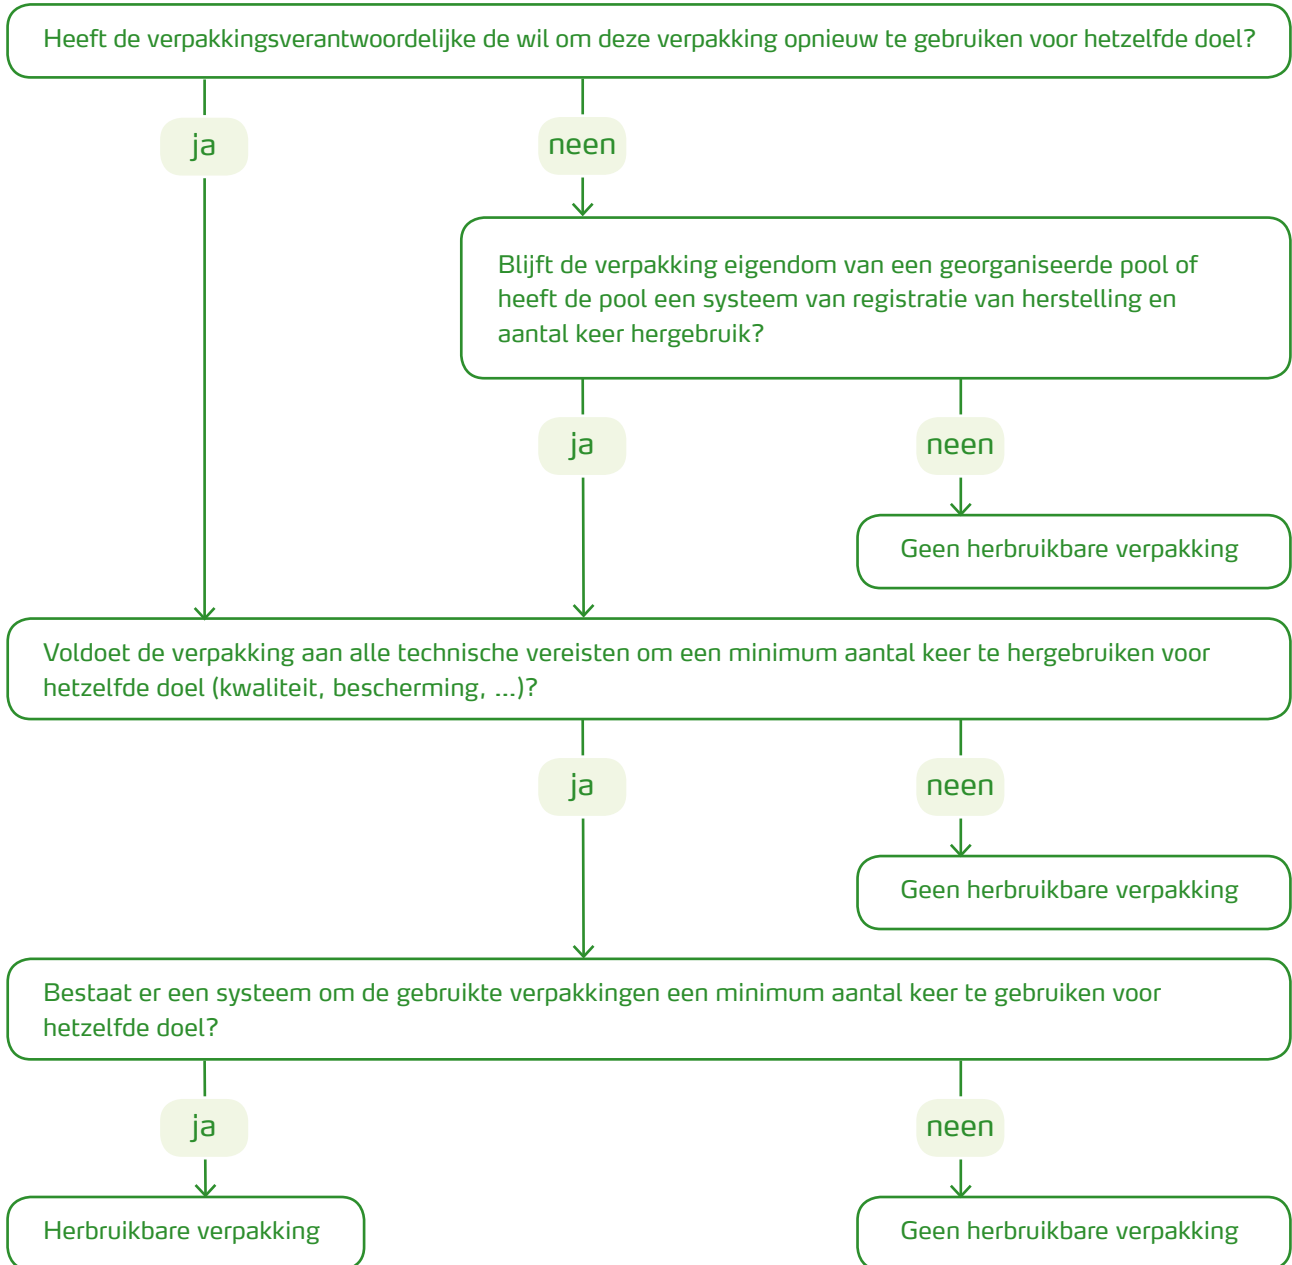 Heeft de verpakkingsverantwoordelijke de wil om deze verpakking opnieuw te gebruiken voor hetzelfde doel?
ja
neen
Blijft de verpakking eigendom van een georganiseerde pool of
heeft de pool een systeem van registratie van herstelling en
aantal keer hergebruik?
ja
neen
Geen herbruikbare verpakking
Voldoet de verpakking aan alle technische vereisten om een minimum aantal keer te hergebruiken voor
hetzelfde doel (kwaliteit, bescherming, ...)?
ja
neen
Geen herbruikbare verpakking
Bestaat er een systeem om de gebruikte verpakkingen een minimum aantal keer te gebruiken voor
hetzelfde doel?
ja
neen
Herbruikbare verpakking
Geen herbruikbare verpakking